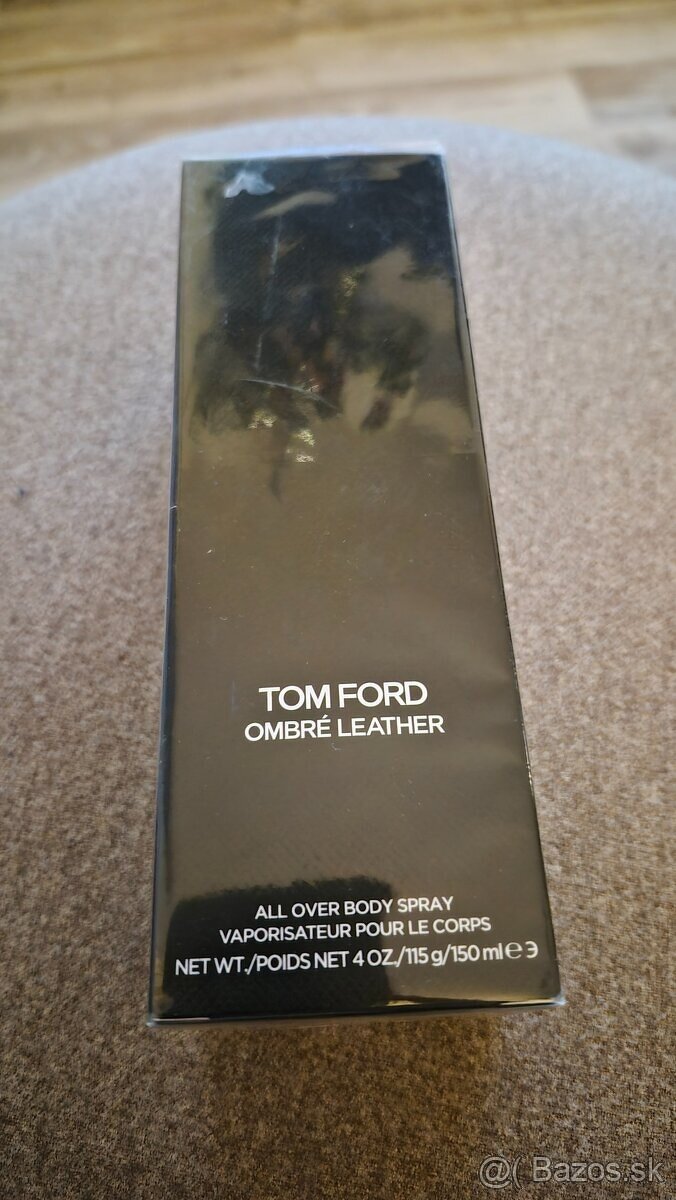 TOM FORD
OMBRÉ LEATHER
ALL OVER BODY SPRAY
VAPORISATEUR POUR LE CORPS
NET WT./POIDS NET 4 OZ./115 g/150 ml ℮ Э
@( Bazos.sk